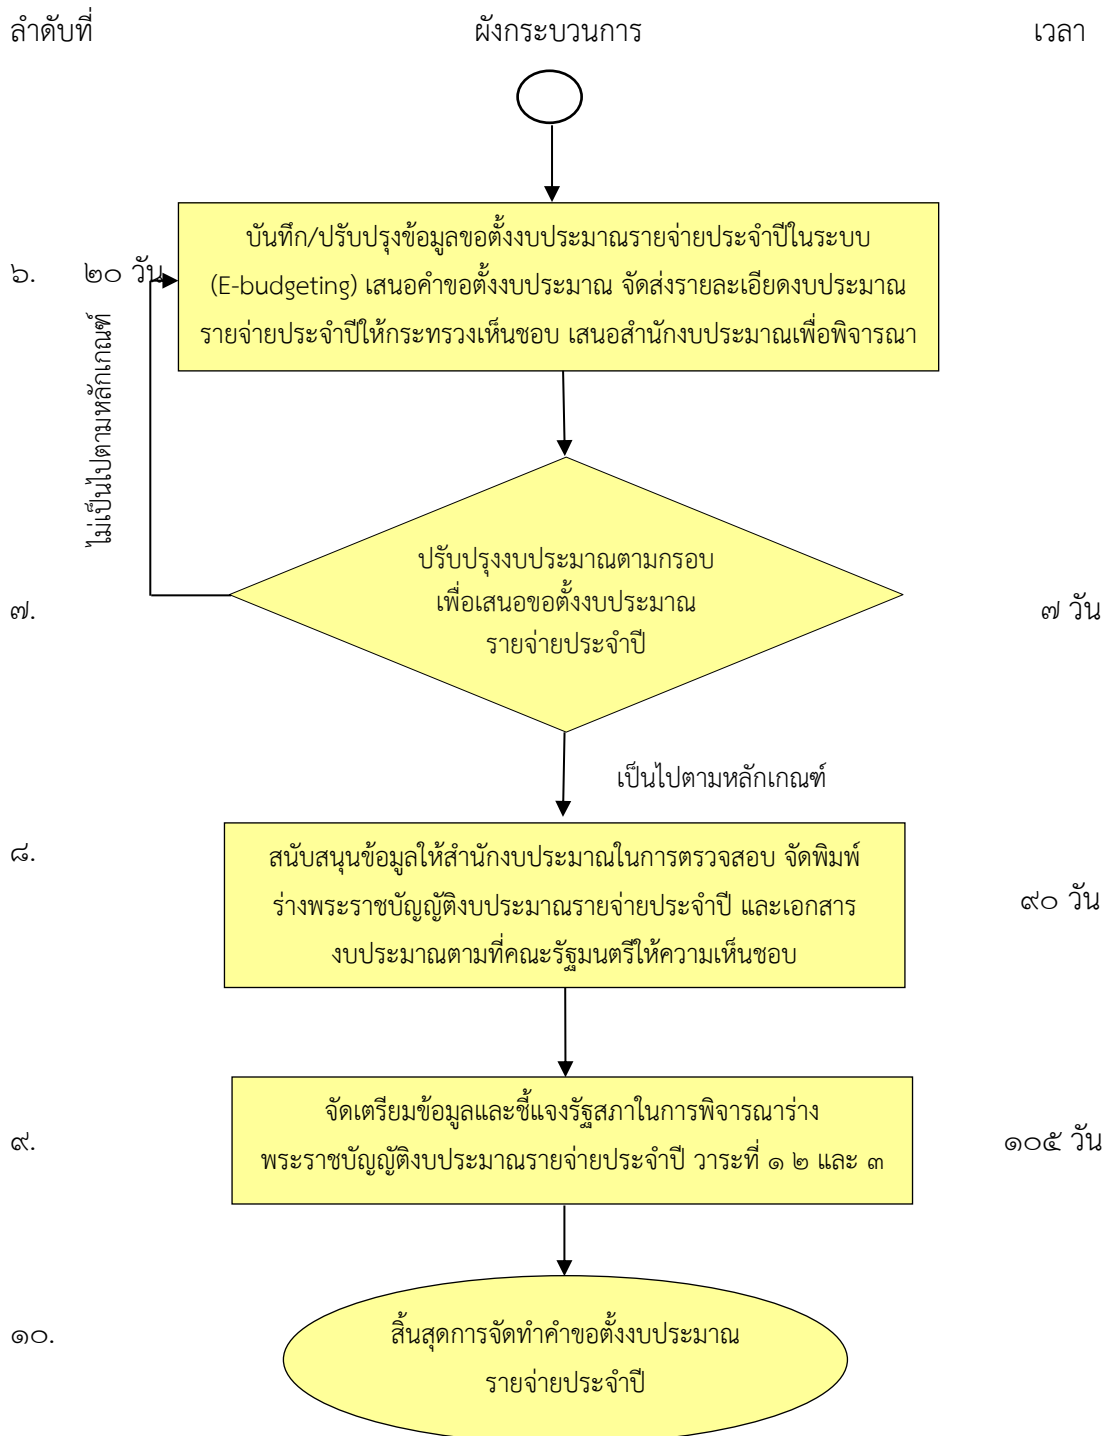 ลำดับที่ ผังกระบวนการ เวลา
บันทึก/ปรับปรุงข้อมูลขอตั้งงบประมาณรายจ่ายประจำปีในระบบ
๖. ๒๐ วัน (E-budgeting) เสนอคำขอตั้งงบประมาณ จัดส่งรายละเอียดงบประมาณ
รายจ่ายประจำปีให้กระทรวงเห็นชอบ เสนอสำนักงบประมาณเพื่อพิจารณา
ไม่เป็นไปตามหลักเกณฑ์
ปรับปรุงงบประมาณตามกรอบ
๗. เพื่อเสนอขอตั้งงบประมาณ ๗ วัน
รายจ่ายประจำปี
เป็นไปตามหลักเกณฑ์
๘. สนับสนุนข้อมูลให้สำนักงบประมาณในการตรวจสอบ จัดพิมพ์
ร่างพระราชบัญญัติงบประมาณรายจ่ายประจำปี และเอกสาร ๙๐ วัน
งบประมาณตามที่คณะรัฐมนตรีให้ความเห็นชอบ
จัดเตรียมข้อมูลและชี้แจงรัฐสภาในการพิจารณาร่าง
๙. พระราชบัญญัติงบประมาณรายจ่ายประจำปี วาระที่ ๑ ๒ และ ๓ ๑๐๕ วัน
๑๐. สิ้นสุดการจัดทำคำขอตั้งงบประมาณ
รายจ่ายประจำปี